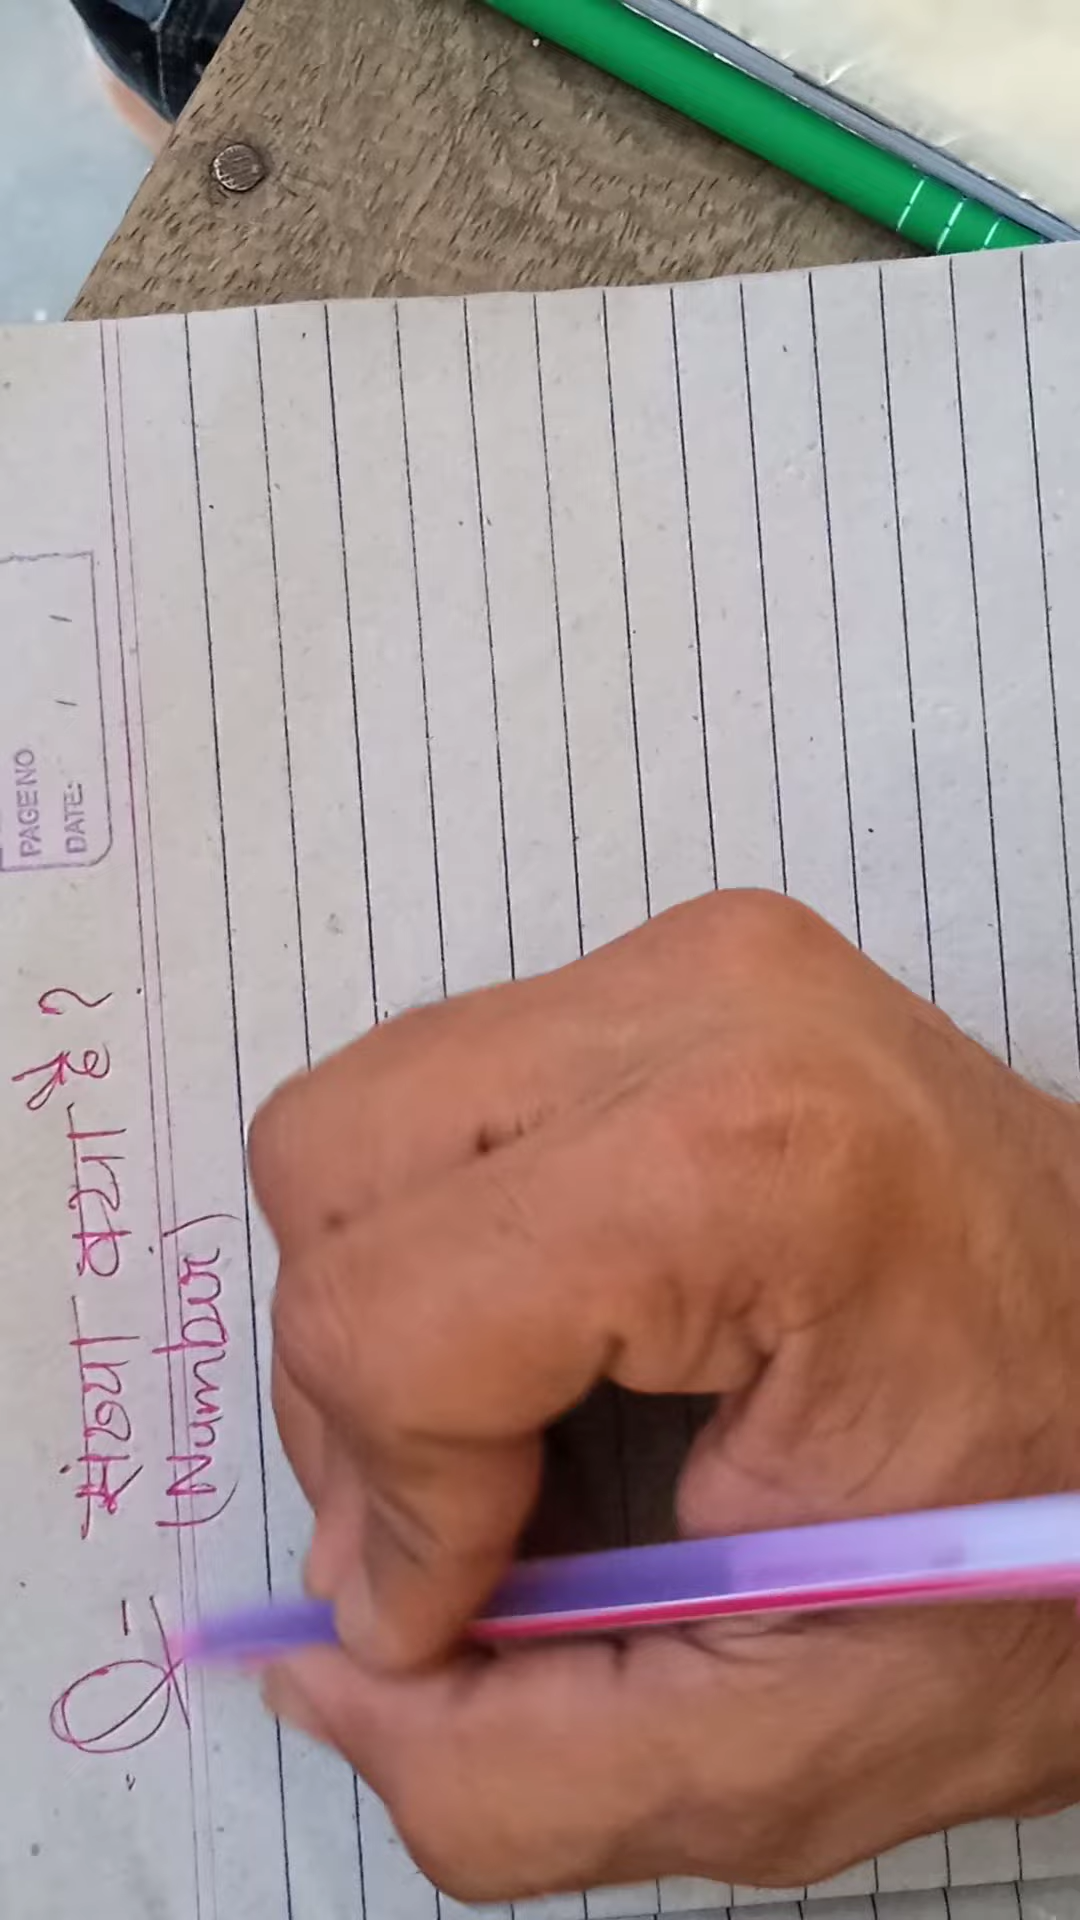 PAGE NO
DATE: / /
Q - संख्या क्या है ?
(Number)